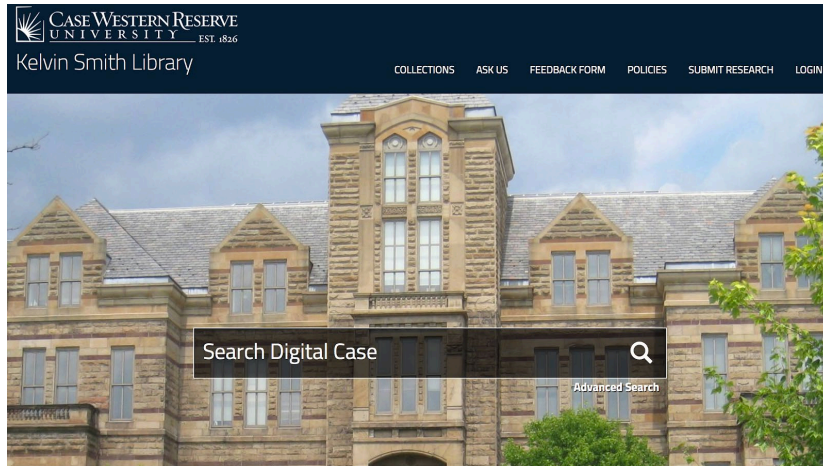 CASE WESTERN RESERVE
UNIVERSITY EST. 1826
Kelvin Smith Library
COLLECTIONS ASK US FEEDBACK FORM POLICIES SUBMIT RESEARCH LOGIN
Search Digital Case
Advanced Search